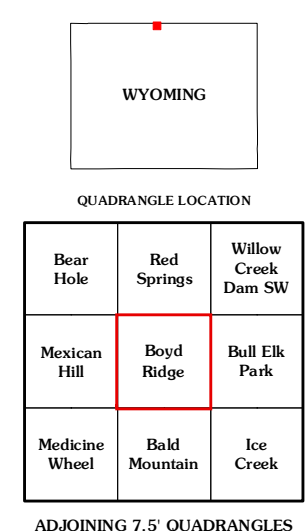 WYOMING
QUADRANGLE LOCATION
Bear
Hole
Red
Springs
Willow
Creek
Dam SW
Mexican
Hill
Boyd
Ridge
Bull Elk
Park
Medicine
Wheel
Bald
Mountain
Ice
Creek
ADJOINING 7.5' QUADRANGLES